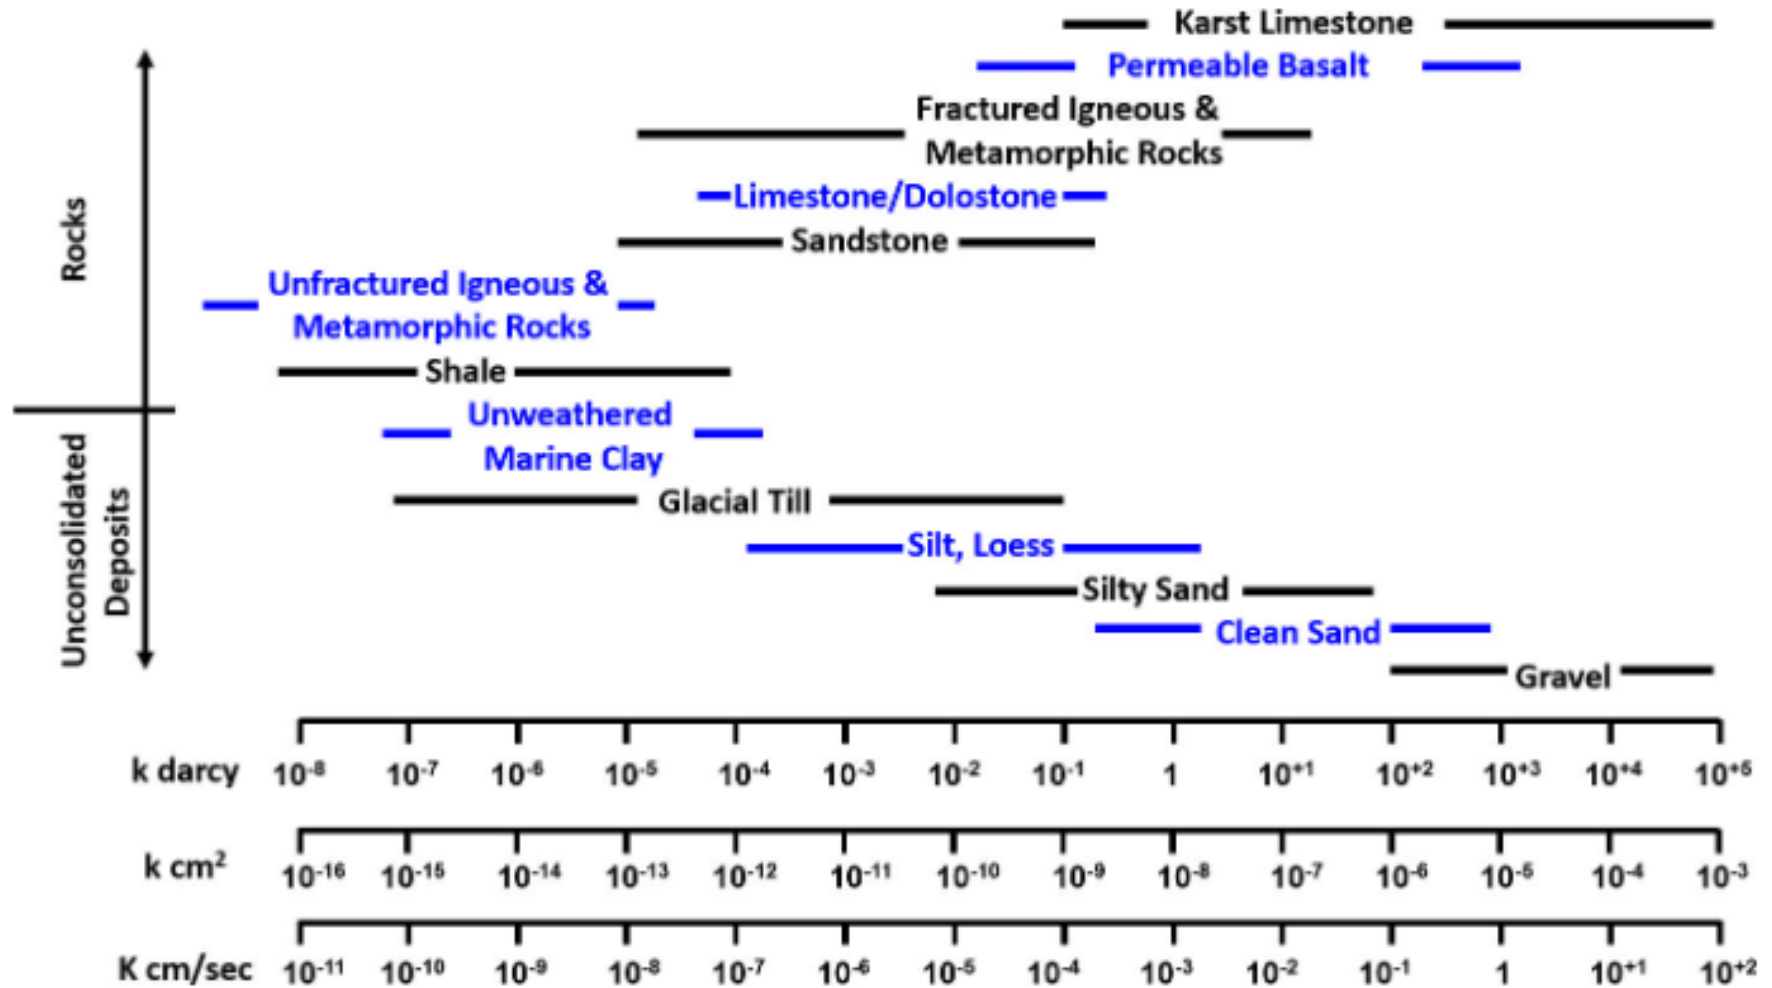 Karst Limestone
Permeable Basalt
Fractured Igneous &
Metamorphic Rocks
Limestone/Dolostone
Sandstone
Unfractured Igneous &
Metamorphic Rocks
Shale
Rocks
Unweathered
Marine Clay
Glacial Till
Silt, Loess
Silty Sand
Clean Sand
Gravel
Unconsolidated
Deposits
k darcy 10⁻⁸ 10⁻⁷ 10⁻⁶ 10⁻⁵ 10⁻⁴ 10⁻³ 10⁻² 10⁻¹ 1 10⁺¹ 10⁺² 10⁺³ 10⁺⁴ 10⁺⁵
k cm² 10⁻¹⁶ 10⁻¹⁵ 10⁻¹⁴ 10⁻¹³ 10⁻¹² 10⁻¹¹ 10⁻¹⁰ 10⁻⁹ 10⁻⁸ 10⁻⁷ 10⁻⁶ 10⁻⁵ 10⁻⁴ 10⁻³
K cm/sec 10⁻¹¹ 10⁻¹⁰ 10⁻⁹ 10⁻⁸ 10⁻⁷ 10⁻⁶ 10⁻⁵ 10⁻⁴ 10⁻³ 10⁻² 10⁻¹ 1 10⁺¹ 10⁺²